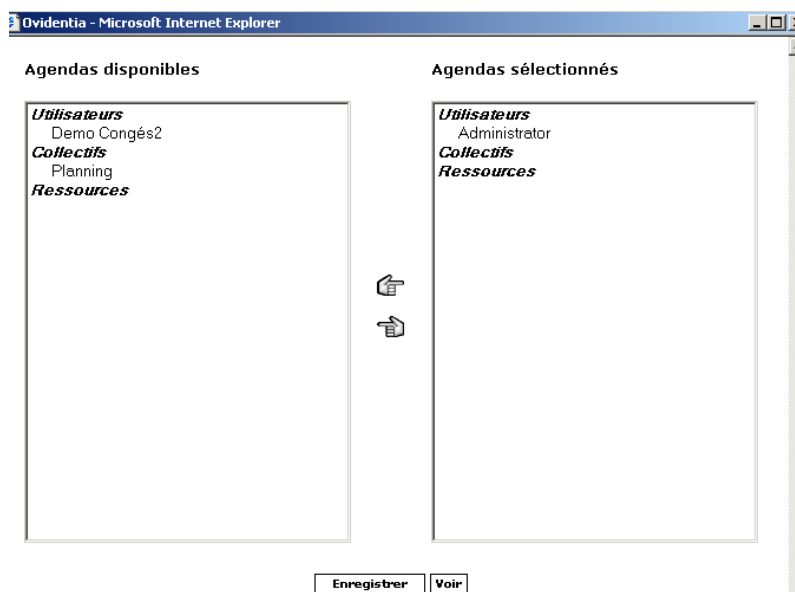 Ovidentia - Microsoft Internet Explorer
Agendas disponibles
Agendas sélectionnés
Utilisateurs
Demo Congés2
Collectifs
Planning
Ressources
Utilisateurs
Administrator
Collectifs
Ressources
Enregistrer
Voir